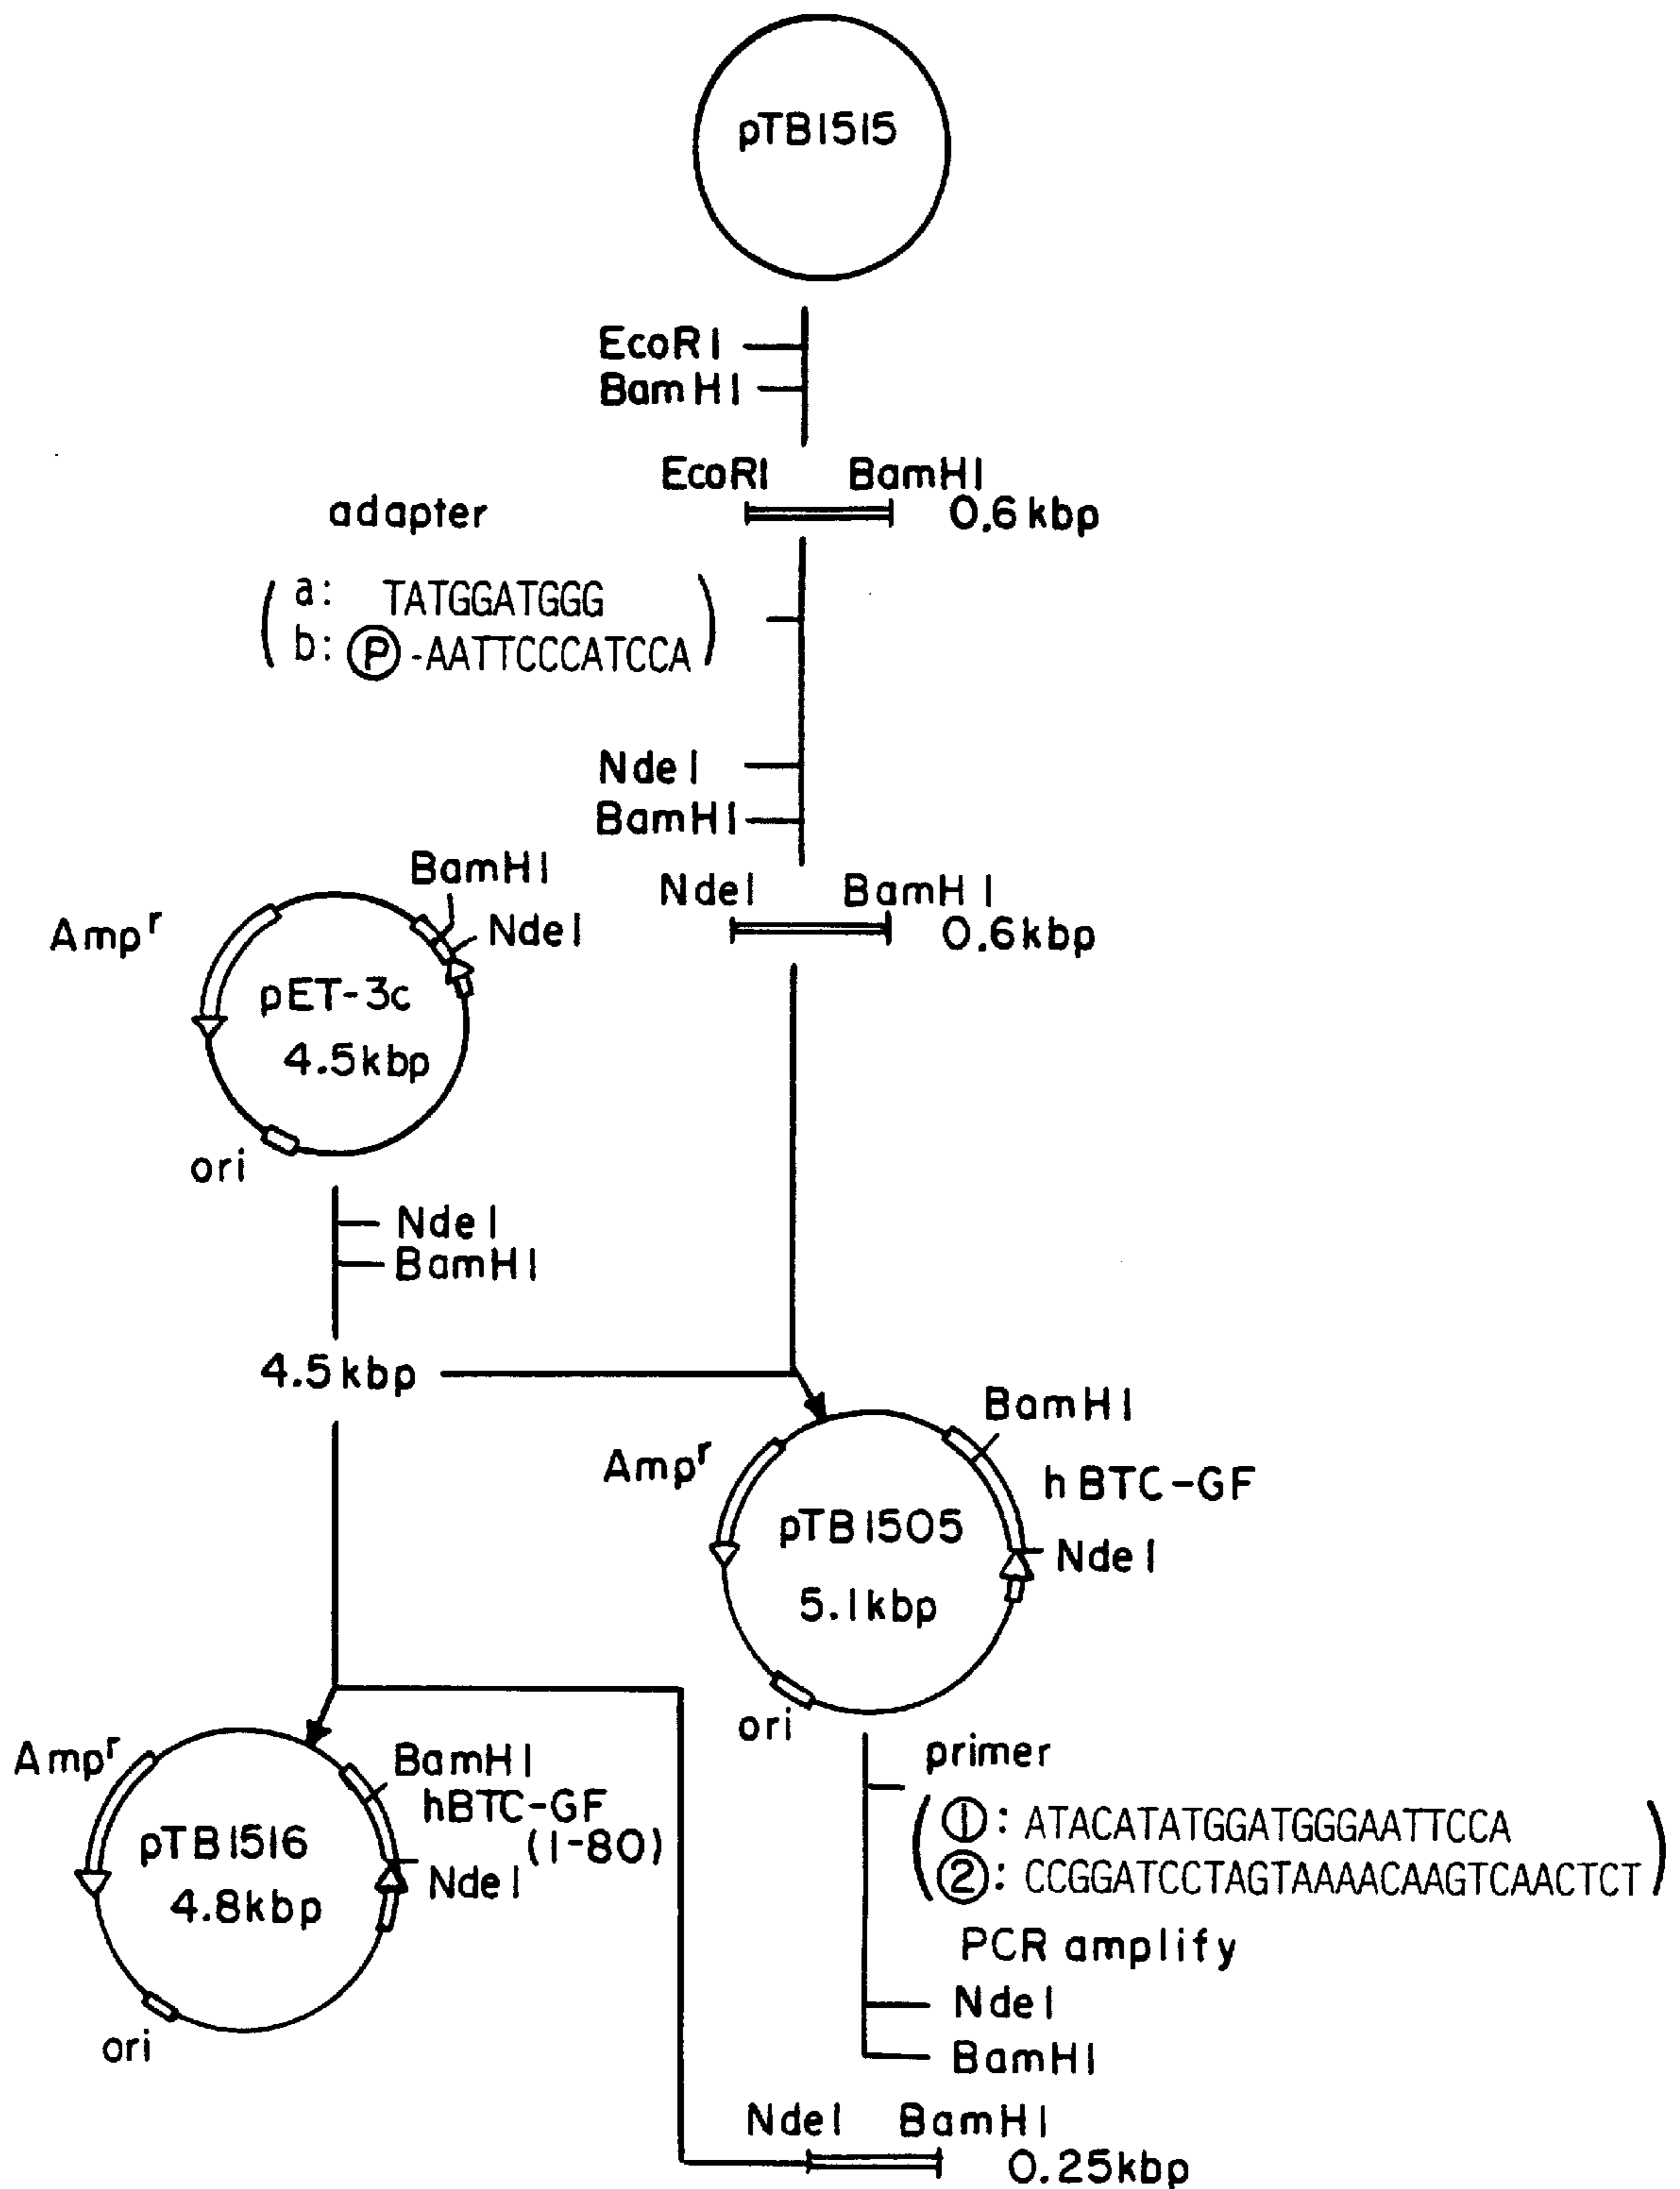 pTB1515
EcoRI
BamHI
EcoRI BamHI
0.6kbp
adapter
a: TATGGATGGG
b: P -AATTCCCATCCA
NdeI
BamHI
NdeI BamHI
0.6kbp
BamHI
NdeI
Ampr
pET-3c
4.5kbp
ori
NdeI
BamHI
4.5kbp
BamHI
hBTC-GF
NdeI
Ampr
pTB1505
5.1kbp
ori
primer
①: ATACATATGGATGGGAATTCCA
②: CCGGATCCTAGTAAAACAAGTCAACTCT
PCR amplify
NdeI
BamHI
NdeI BamHI
0.25kbp
Ampr
BamHI
hBTC-GF
(1-80)
NdeI
pTB1516
4.8kbp
ori